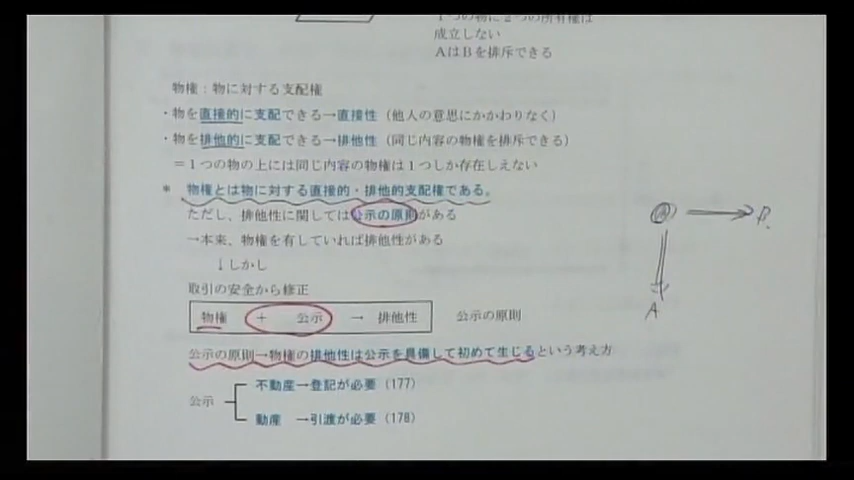 １つの物に２つの所有権は
成立しない
ＡはＢを排斥できる
物権：物に対する支配権
・物を直接的に支配できる→直接性（他人の意思にかかわりなく）
・物を排他的に支配できる→排他性（同じ内容の物権を排斥できる）
＝１つの物の上には同じ内容の物権は１つしか存在しえない
＊ 物権とは物に対する直接的・排他的支配権である。
ただし、排他性に関しては公示の原則がある
→本来、物権を有していれば排他性がある
↓しかし
取引の安全から修正
物権 ＋ 公示 → 排他性 公示の原則
公示の原則→物権の排他性は公示を具備して初めて生じるという考え方
公示
不動産→登記が必要（177）
動産 →引渡が必要（178）
A